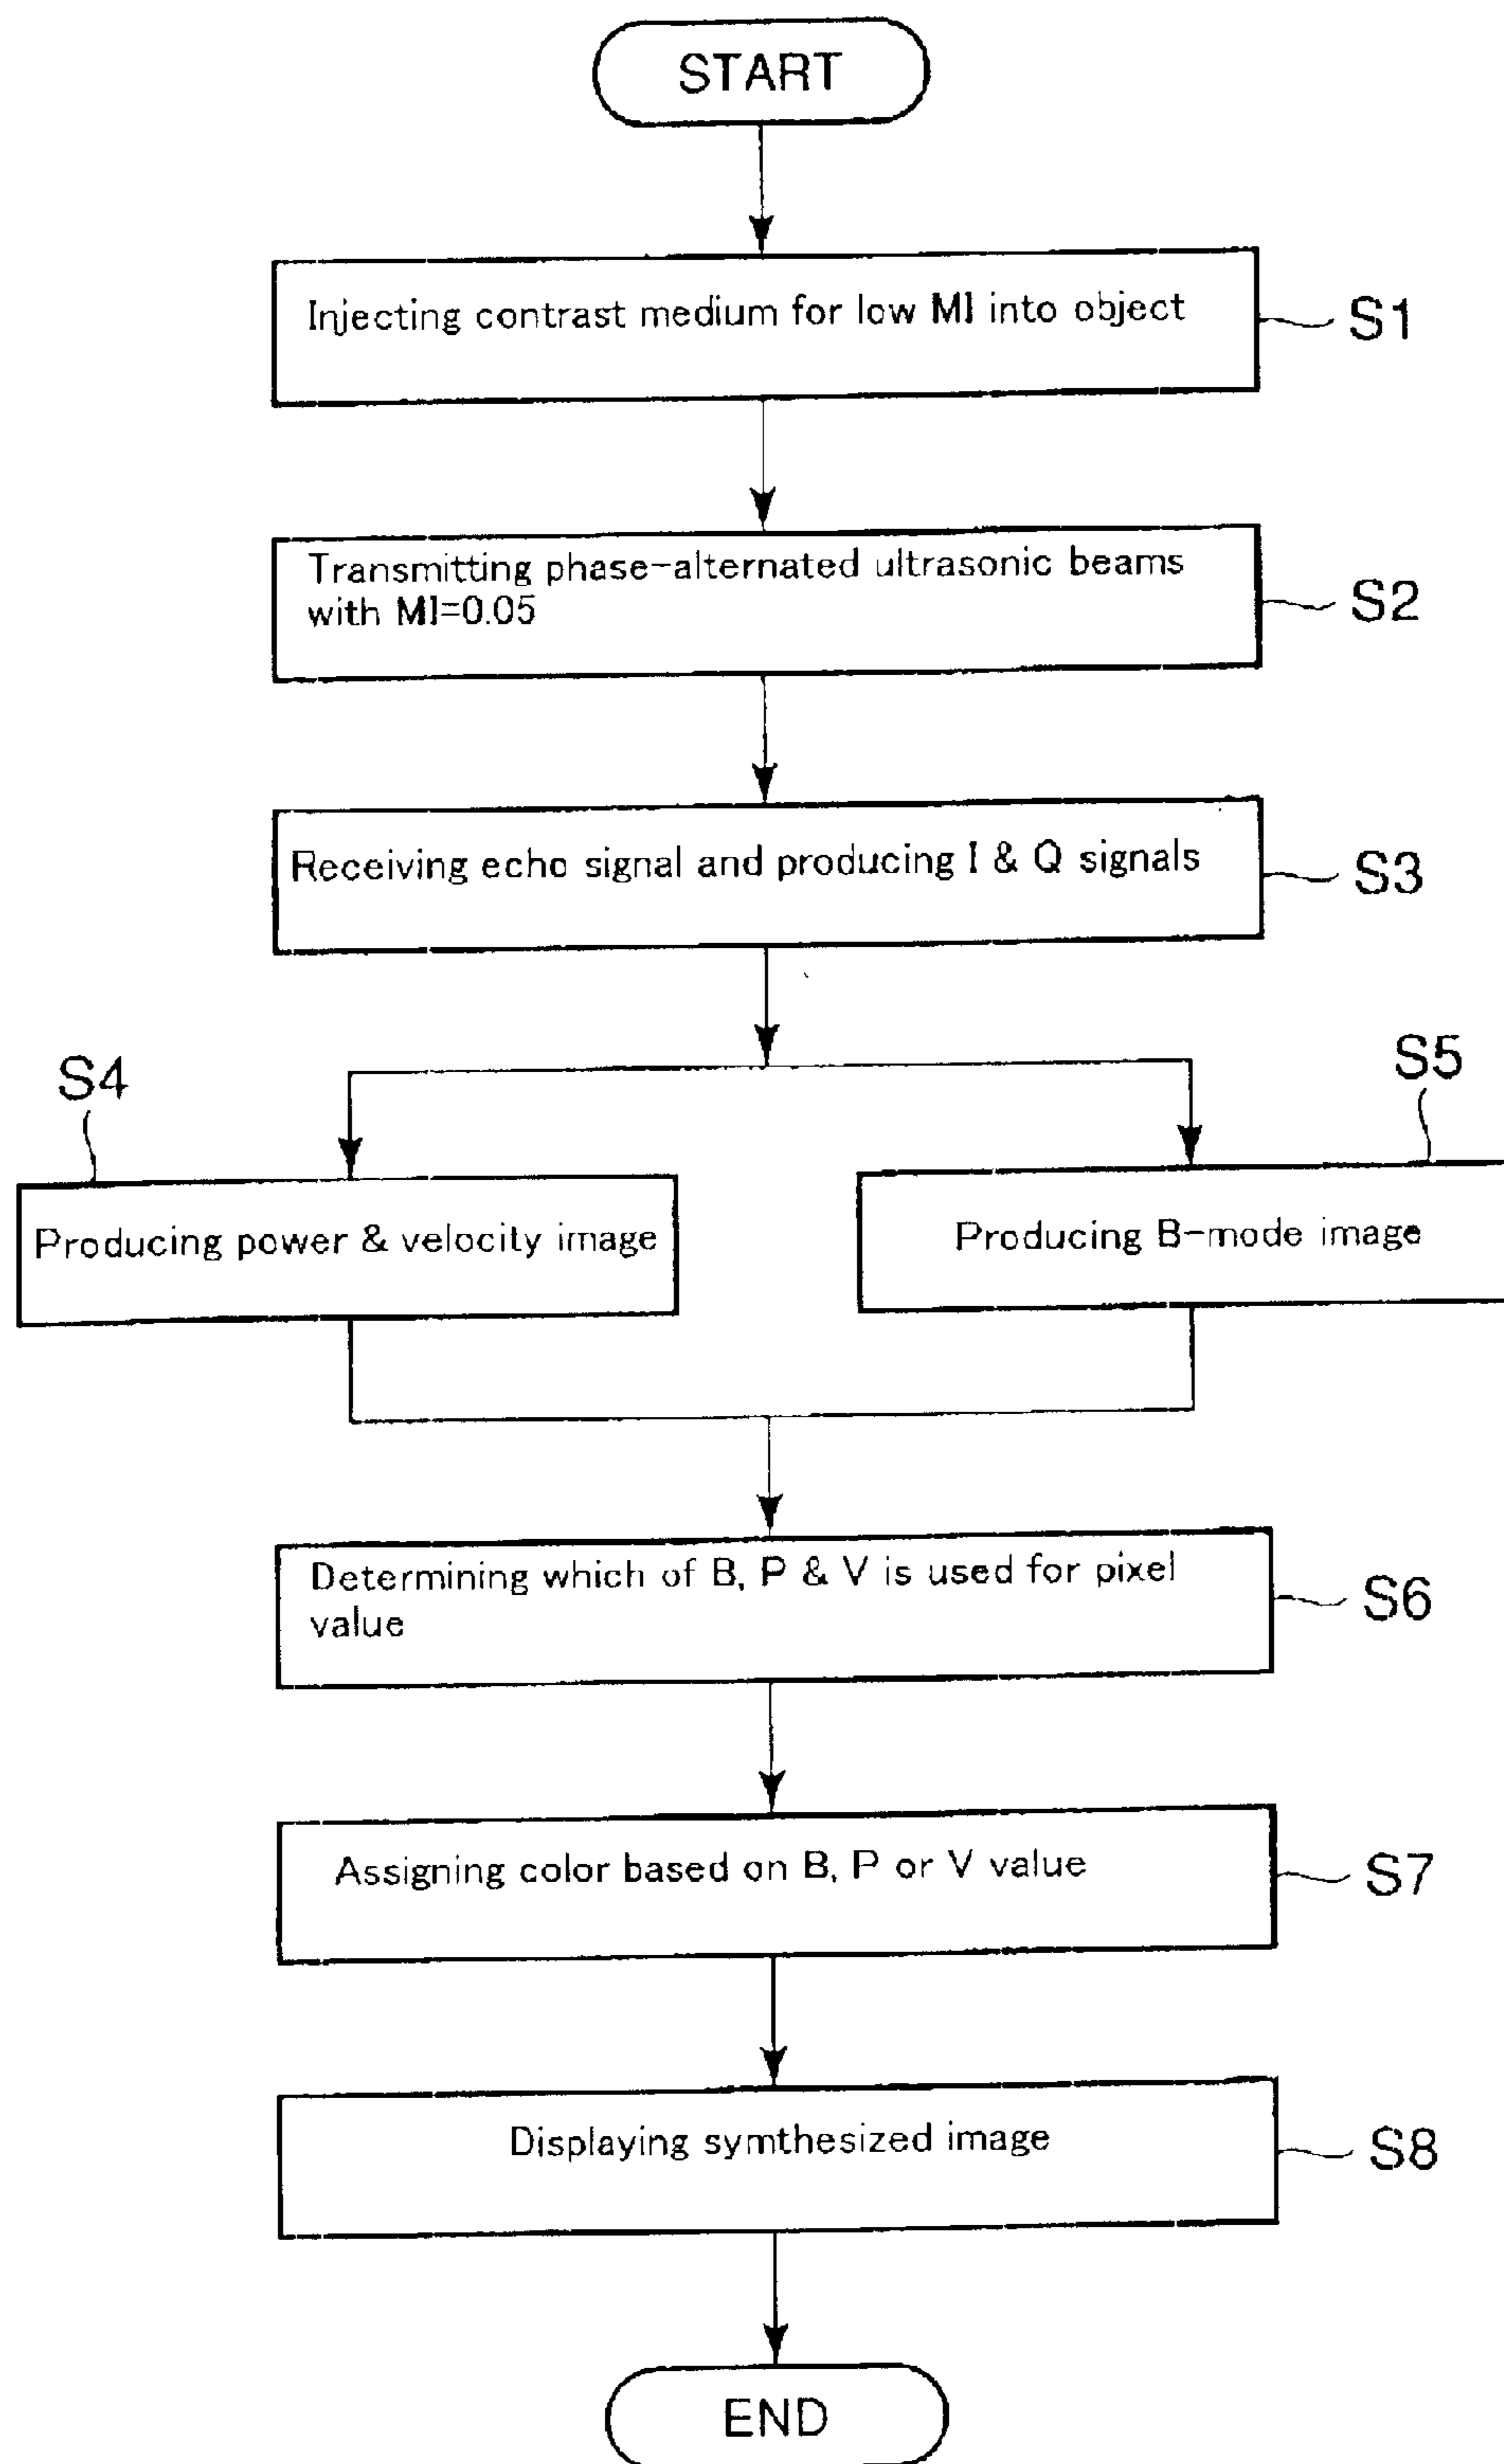 START
Injecting contrast medium for low MI into object
S1
Transmitting phase-alternated ultrasonic beams
with MI=0.05
S2
Receiving echo signal and producing I & Q signals
S3
S4
S5
Producing power & velocity image
Producing B-mode image
Determining which of B, P & V is used for pixel
value
S6
Assigning color based on B, P or V value
S7
Displaying symthesized image
S8
END